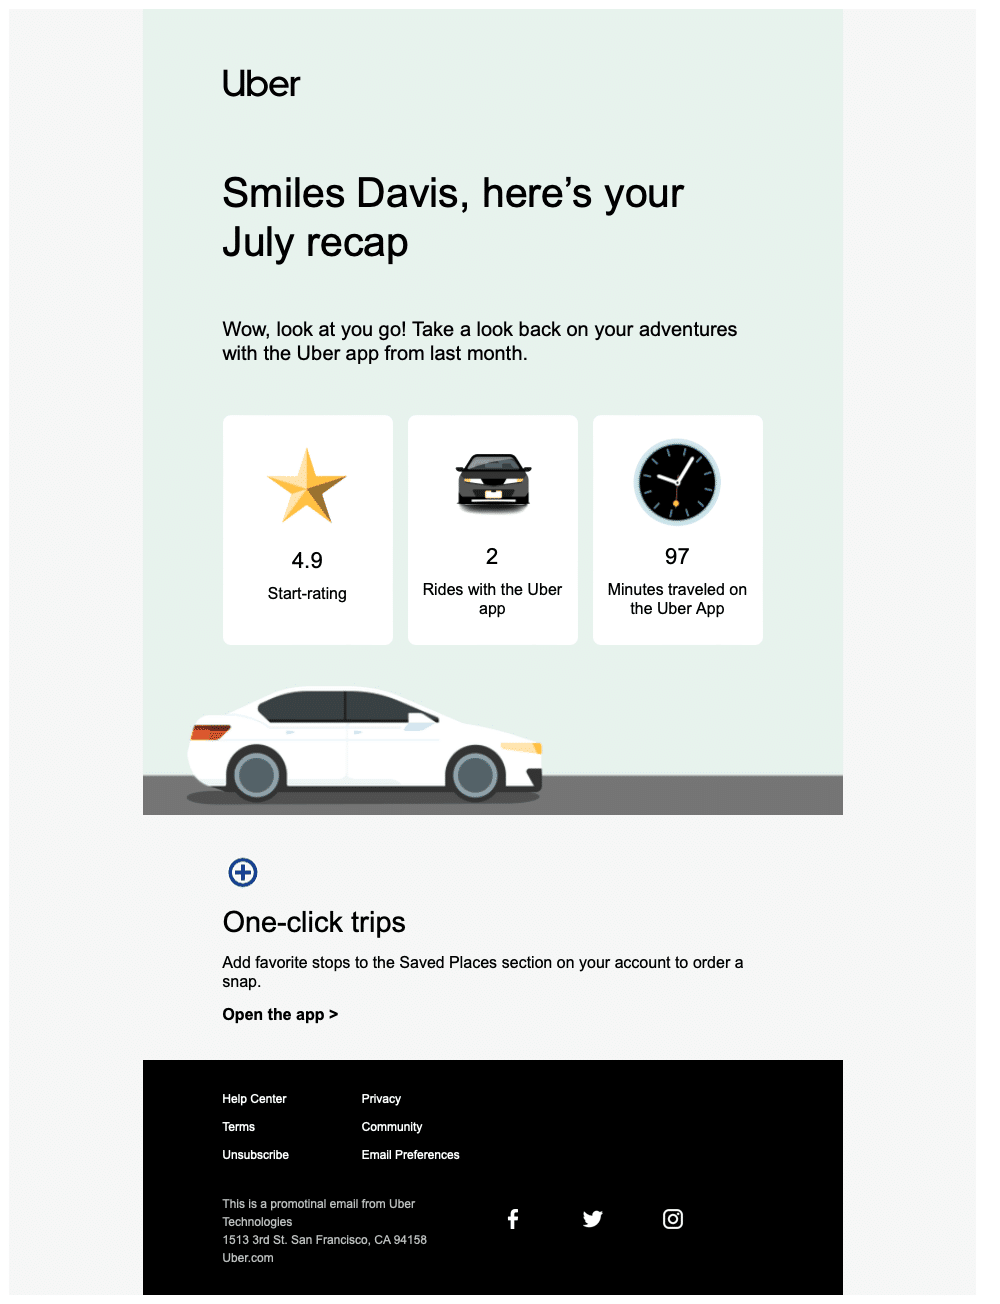 Uber
Smiles Davis, here’s your
July recap
Wow, look at you go! Take a look back on your adventures
with the Uber app from last month.
4.9
Start-rating
2
Rides with the Uber
app
97
Minutes traveled on
the Uber App
One-click trips
Add favorite stops to the Saved Places section on your account to order a
snap.
Open the app >
Help Center
Privacy
Terms
Community
Unsubscribe
Email Preferences
This is a promotinal email from Uber
Technologies
1513 3rd St. San Francisco, CA 94158
Uber.com